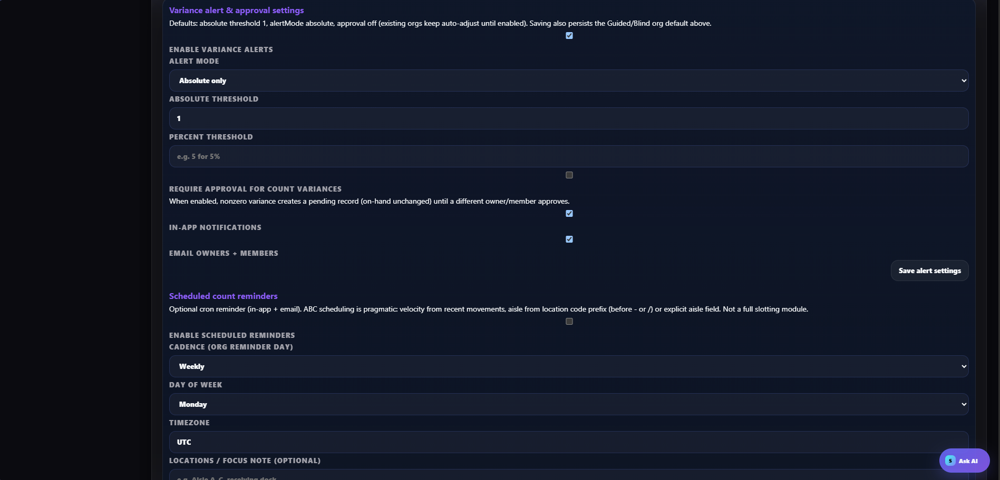 Variance alert & approval settings
Defaults: absolute threshold 1, alertMode absolute, approval off (existing orgs keep auto-adjust until enabled). Saving also persists the Guided/Blind org default above.
ENABLE VARIANCE ALERTS
ALERT MODE
Absolute only
ABSOLUTE THRESHOLD
1
PERCENT THRESHOLD
e.g. 5 for 5%
REQUIRE APPROVAL FOR COUNT VARIANCES
When enabled, nonzero variance creates a pending record (on-hand unchanged) until a different owner/member approves.
IN-APP NOTIFICATIONS
EMAIL OWNERS + MEMBERS
Save alert settings
Scheduled count reminders
Optional cron reminder (in-app + email). ABC scheduling is pragmatic: velocity from recent movements, aisle from location code prefix (before - or /) or explicit aisle field. Not a full slotting module.
ENABLE SCHEDULED REMINDERS
CADENCE (ORG REMINDER DAY)
Weekly
DAY OF WEEK
Monday
TIMEZONE
UTC
LOCATIONS / FOCUS NOTE (OPTIONAL)
e.g. Aisle A-C, receiving dock
S Ask AI